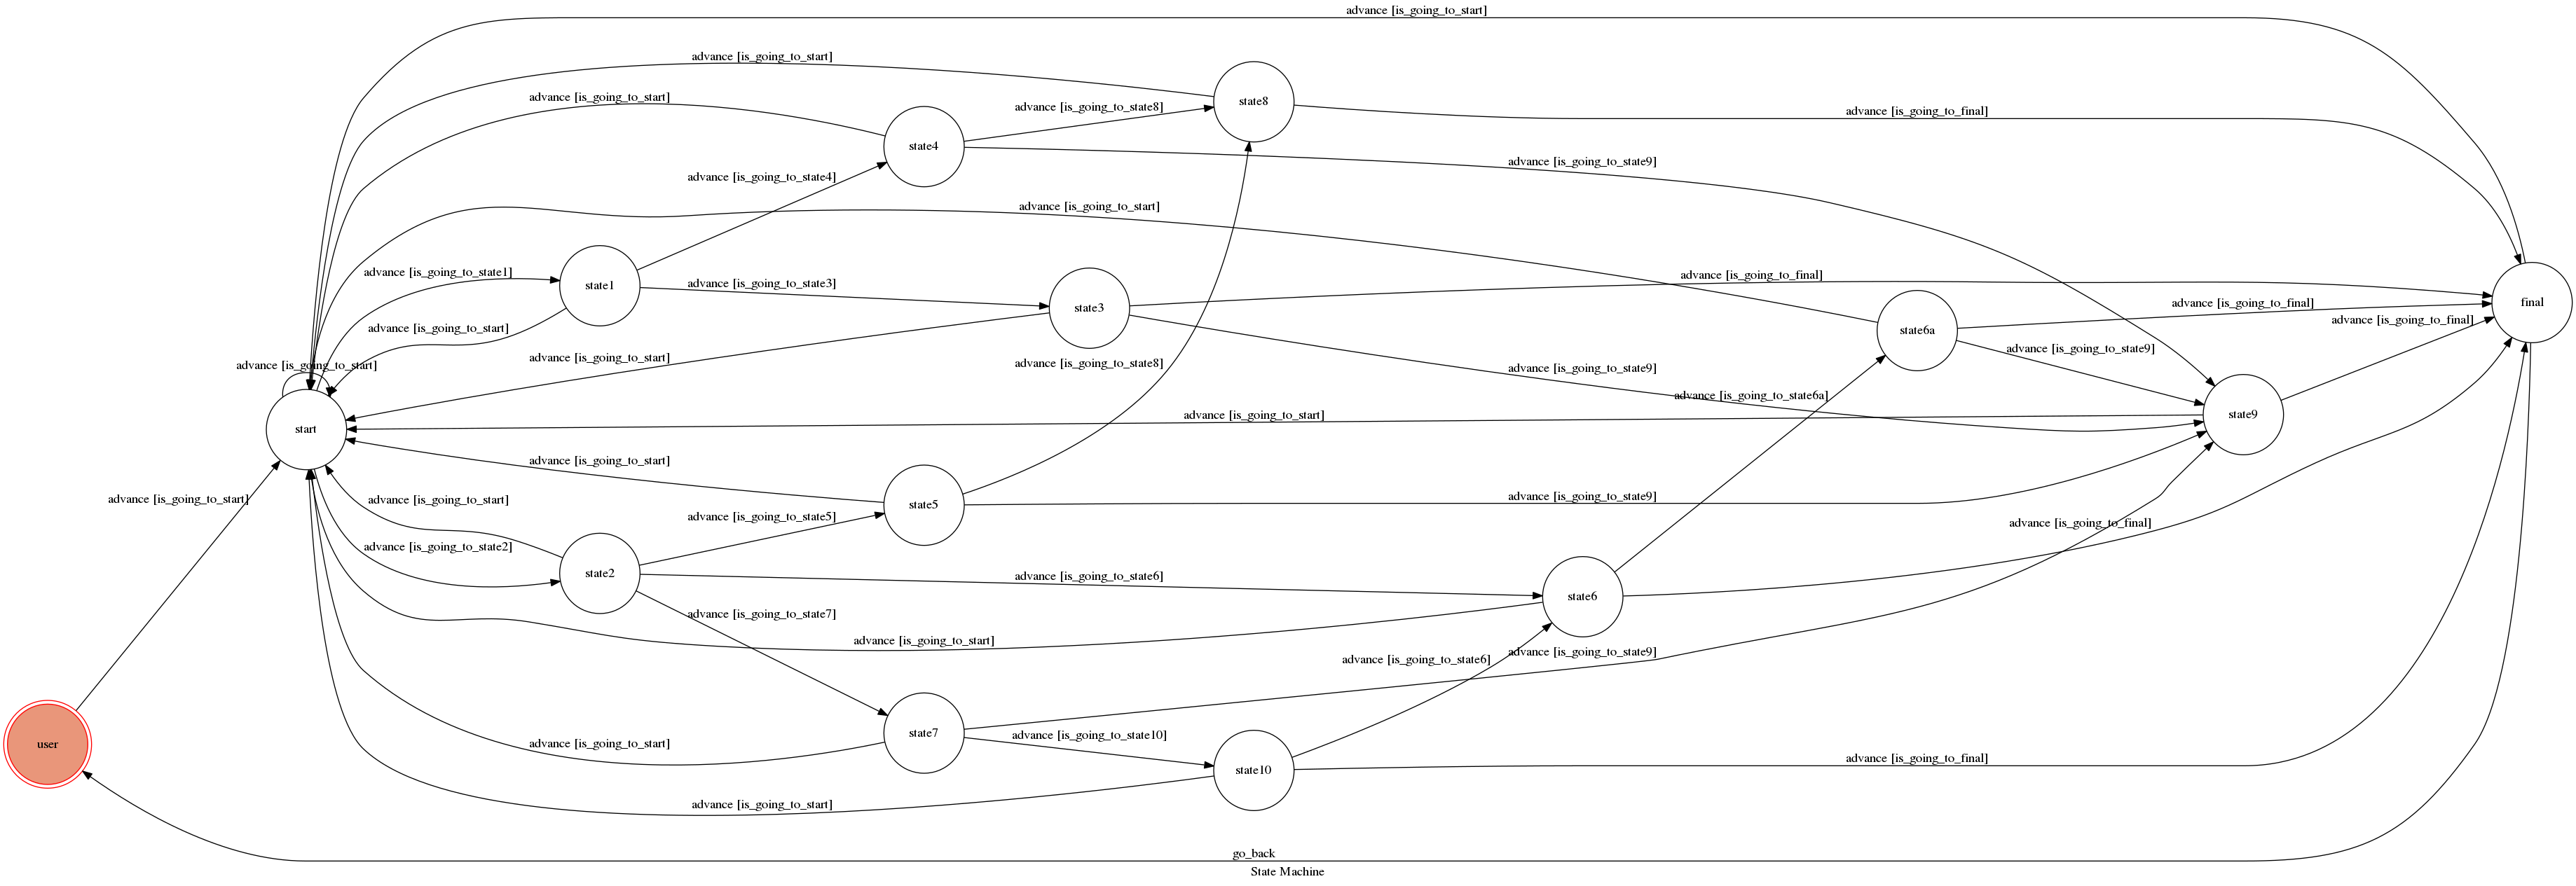 advance [is_going_to_start]
advance [is_going_to_start]
advance [is_going_to_start]
advance [is_going_to_state8]
state8
advance [is_going_to_final]
state4
advance [is_going_to_state9]
advance [is_going_to_state4]
advance [is_going_to_start]
advance [is_going_to_state1]
state1
advance [is_going_to_state3]
state3
advance [is_going_to_final]
final
advance [is_going_to_final]
advance [is_going_to_final]
state6a
advance [is_going_to_start]
advance [is_going_to_state9]
advance [is_going_to_start]
advance [is_going_to_start]
advance [is_going_to_state8]
advance [is_going_to_state9]
advance [is_going_to_state6a]
advance [is_going_to_start]
state9
start
advance [is_going_to_start]
advance [is_going_to_start]
advance [is_going_to_start]
advance [is_going_to_state9]
state5
advance [is_going_to_state5]
advance [is_going_to_final]
advance [is_going_to_state2]
state2
advance [is_going_to_state6]
state6
advance [is_going_to_state7]
advance [is_going_to_start]
advance [is_going_to_state9]
advance [is_going_to_state6]
state7
advance [is_going_to_state10]
user
advance [is_going_to_start]
state10
advance [is_going_to_final]
advance [is_going_to_start]
go_back
State Machine